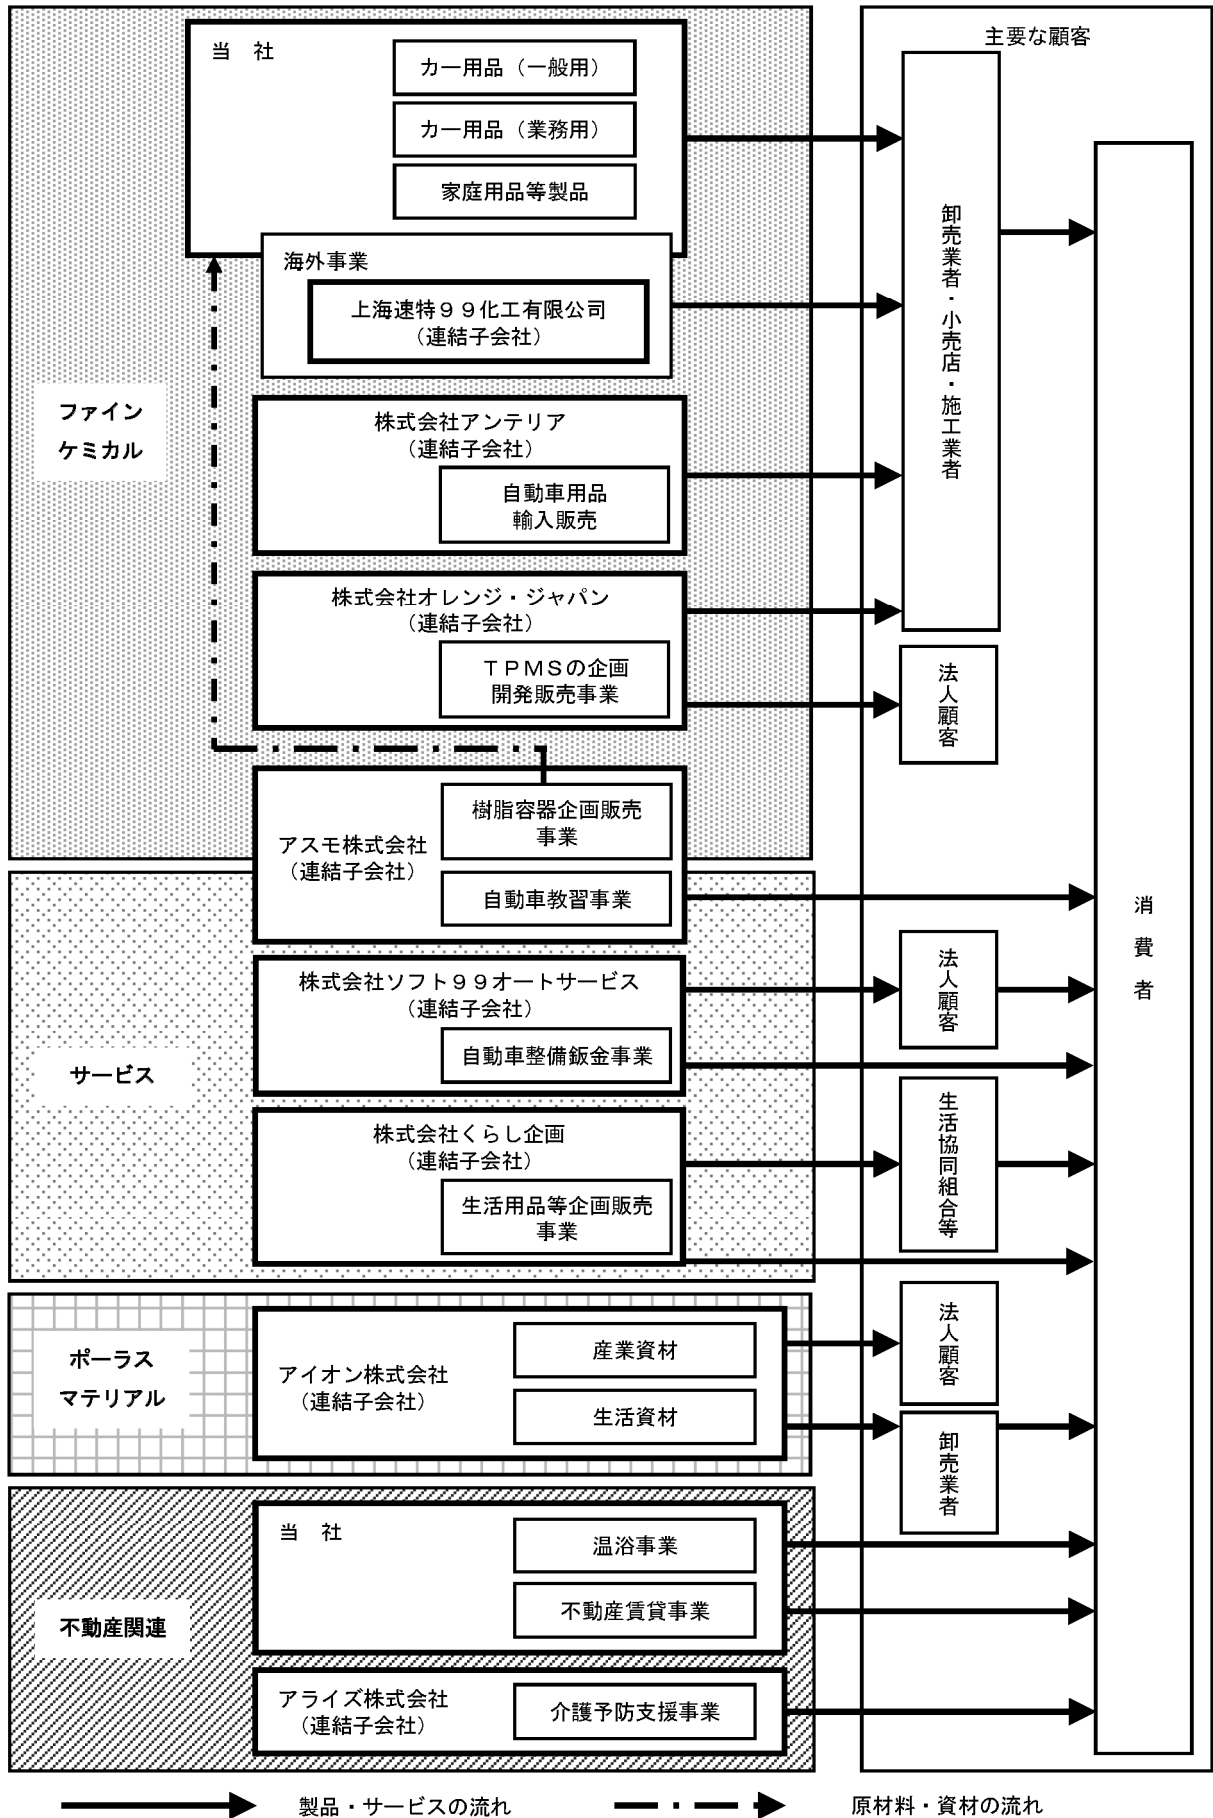 主要な顧客
当　社
カー用品（一般用）
カー用品（業務用）
家庭用品等製品
海外事業
上海速特９９化工有限公司
（連結子会社）
ファイン
ケミカル
株式会社アンテリア
（連結子会社）
自動車用品
輸入販売
株式会社オレンジ・ジャパン
（連結子会社）
ＴＰＭＳの企画
開発販売事業
卸売業者・小売店・施工業者
法人顧客
アスモ株式会社
（連結子会社）
樹脂容器企画販売
事業
自動車教習事業
消費者
サービス
株式会社ソフト９９オートサービス
（連結子会社）
自動車整備鈑金事業
法人顧客
株式会社くらし企画
（連結子会社）
生活用品等企画販売
事業
生活協同組合等
ポーラス
マテリアル
アイオン株式会社
（連結子会社）
産業資材
生活資材
法人顧客
卸売業者
不動産関連
当　社
温浴事業
不動産賃貸事業
アライズ株式会社
（連結子会社）
介護予防支援事業
製品・サービスの流れ
原材料・資材の流れ